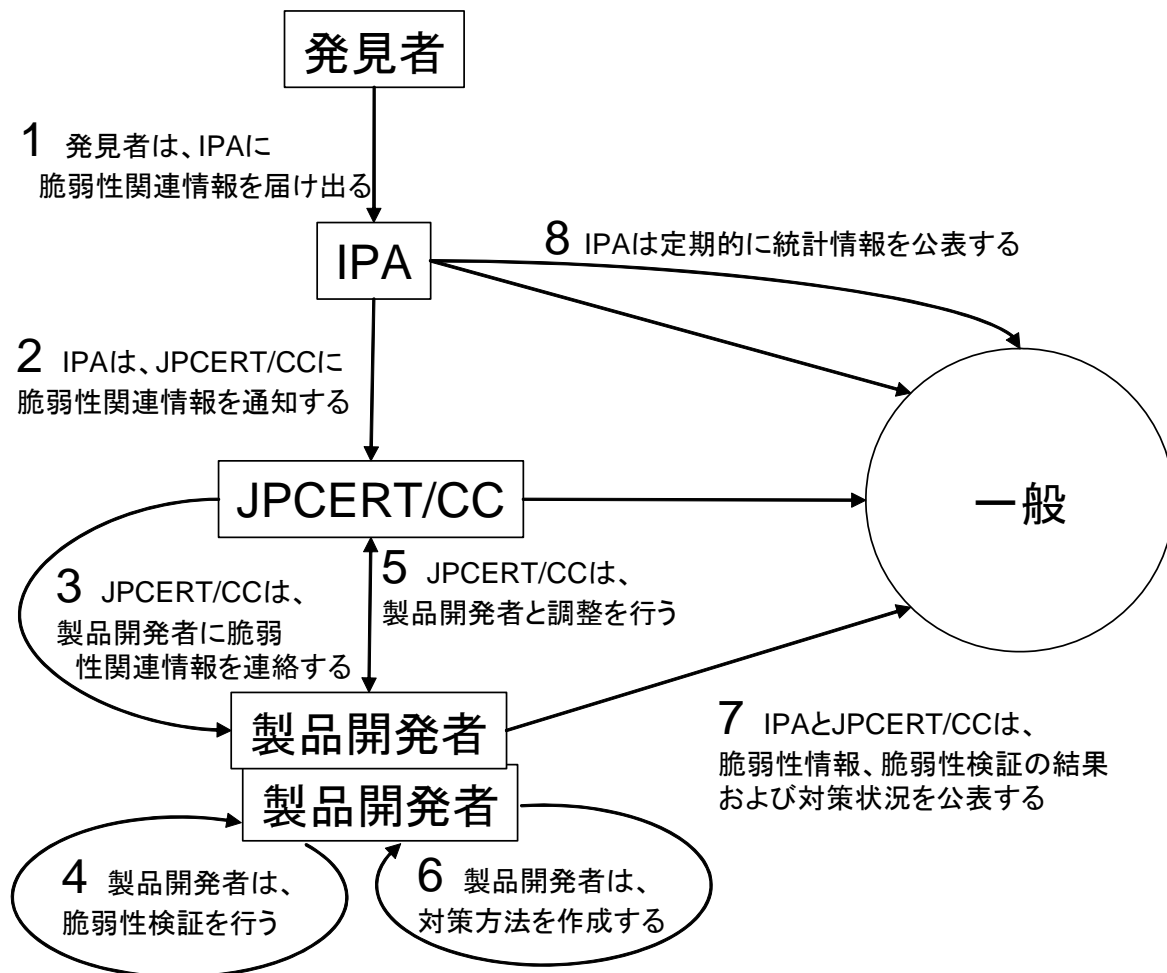 発見者
1 発見者は、IPAに
脆弱性関連情報を届け出る
IPA
8 IPAは定期的に統計情報を公表する
2 IPAは、JPCERT/CCに
脆弱性関連情報を通知する
JPCERT/CC
一般
3 JPCERT/CCは、
製品開発者に脆弱
性関連情報を連絡する
5 JPCERT/CCは、
製品開発者と調整を行う
製品開発者
7 IPAとJPCERT/CCは、
脆弱性情報、脆弱性検証の結果
および対策状況を公表する
製品開発者
4 製品開発者は、
脆弱性検証を行う
6 製品開発者は、
対策方法を作成する